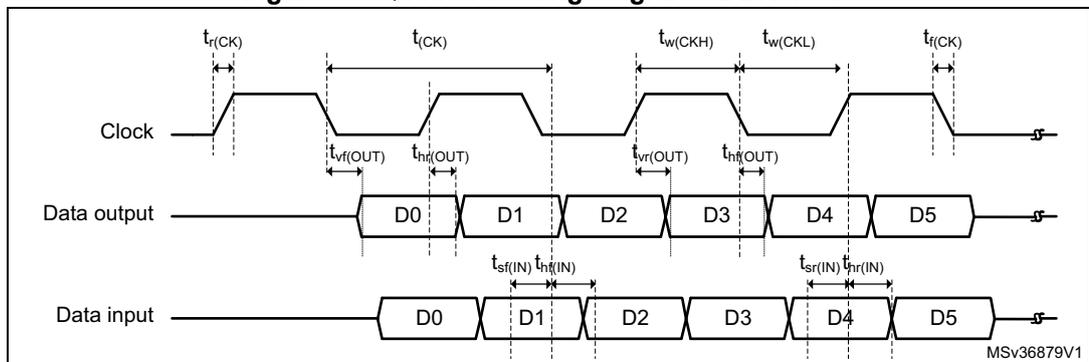 t_r(CK) t_(CK) t_w(CKH) t_w(CKL) t_f(CK)
Clock
t_vf(OUT) t_hr(OUT) t_vr(OUT) t_hf(OUT)
Data output D0 D1 D2 D3 D4 D5
t_sf(IN) t_hf(IN) t_sr(IN) t_hr(IN)
Data input D0 D1 D2 D3 D4 D5
MSv36879V1